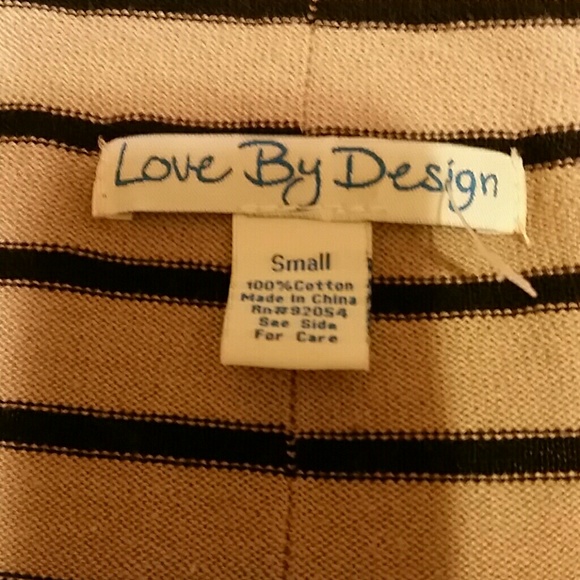 Love By Design
Small
100%Cotton
Made In China
Rn#92054
See Side
For Care